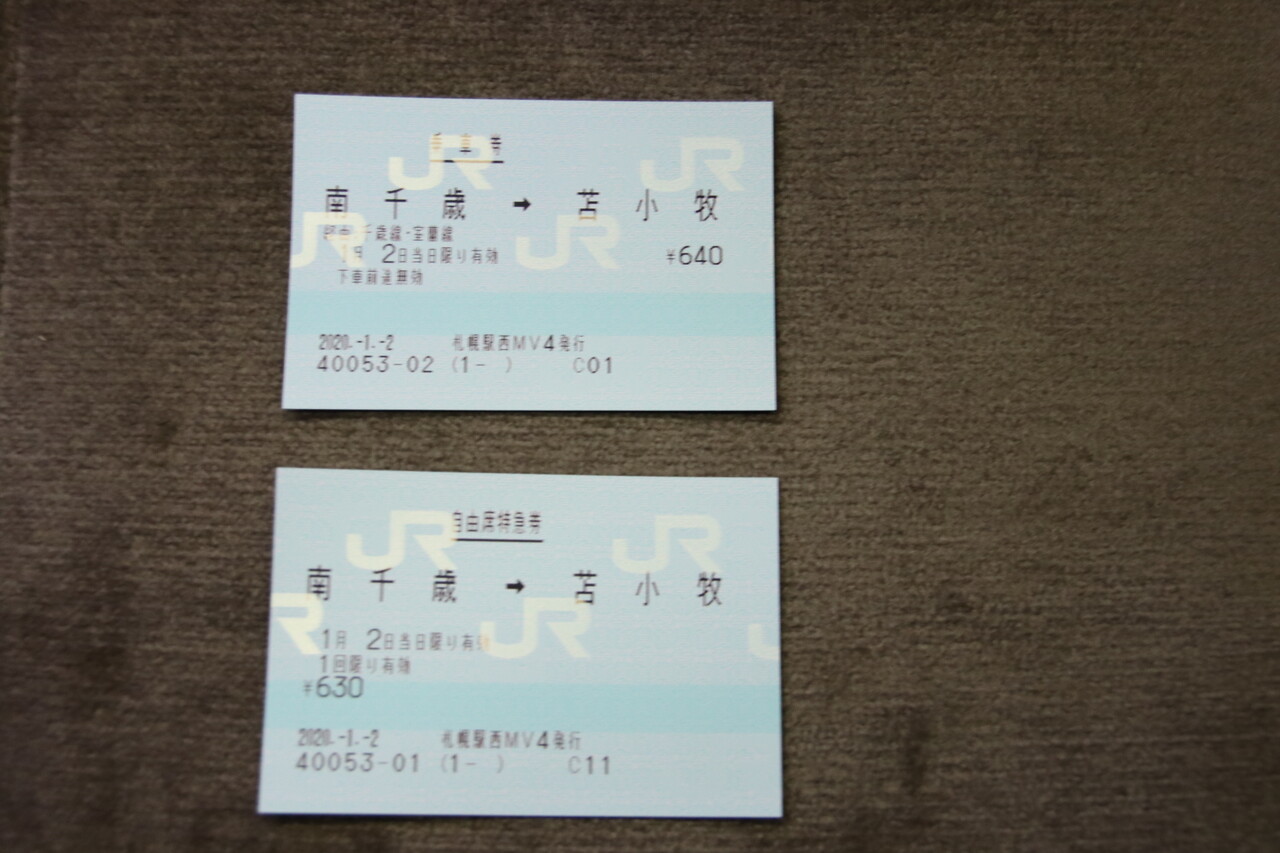 乗車券
南千歳 → 苫小牧
経由:千歳線・室蘭線
1月 2日当日限り有効 ¥640
下車前途無効
2020.-1.-2 札幌駅西MV4発行
40053-02 (1- ) C01
自由席特急券
南千歳 → 苫小牧
1月 2日当日限り有効
1回限り有効
¥630
2020.-1.-2 札幌駅西MV4発行
40053-01 (1- ) C11